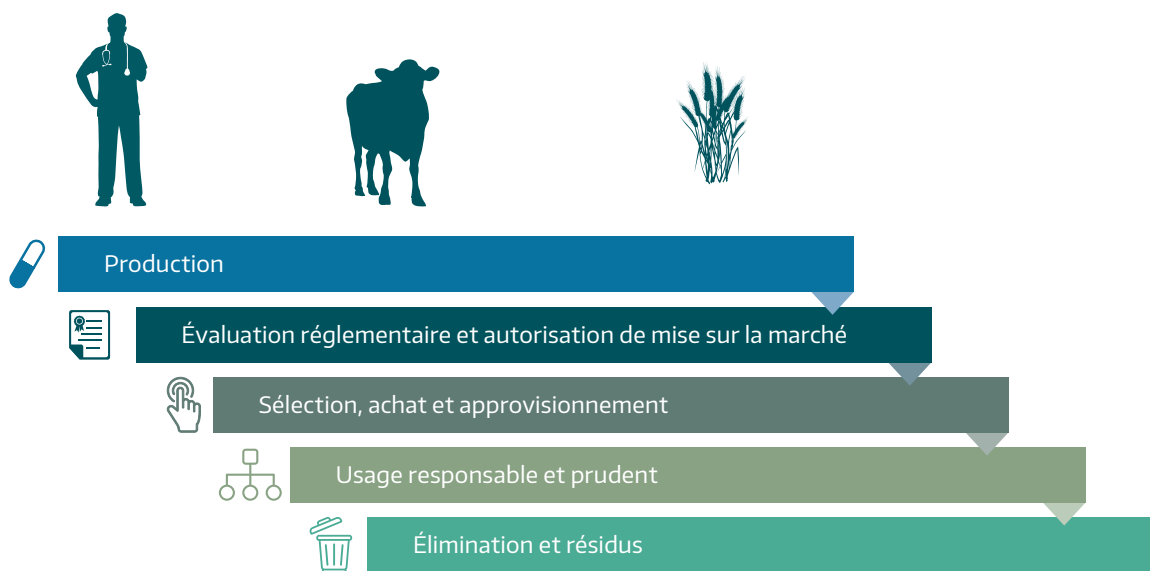 Production
Évaluation réglementaire et autorisation de mise sur la marché
Sélection, achat et approvisionnement
Usage responsable et prudent
Élimination et résidus